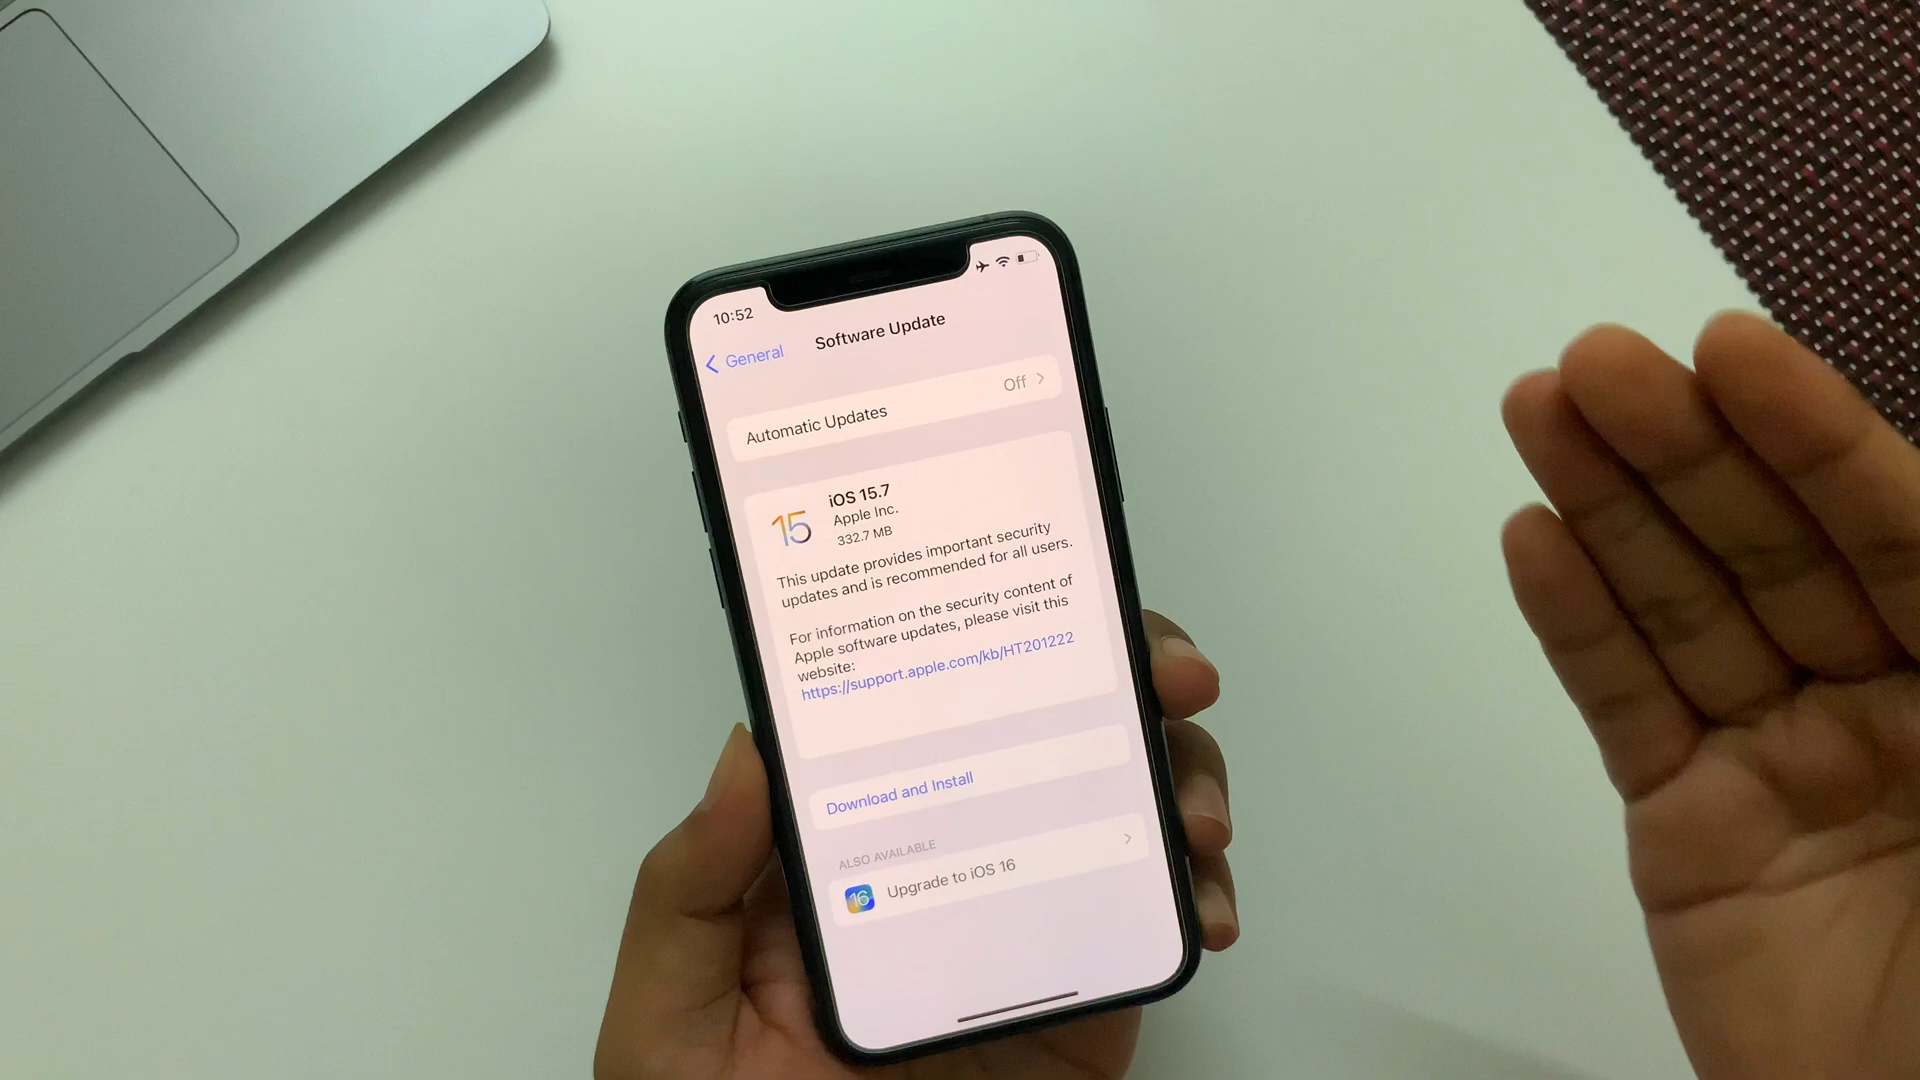 10:52
General
Software Update
Automatic Updates
Off
15
iOS 15.7
Apple Inc.
332.7 MB
This update provides important security
updates and is recommended for all users.
For information on the security content of
Apple software updates, please visit this
website:
https://support.apple.com/kb/HT201222
Download and Install
ALSO AVAILABLE
16
Upgrade to iOS 16